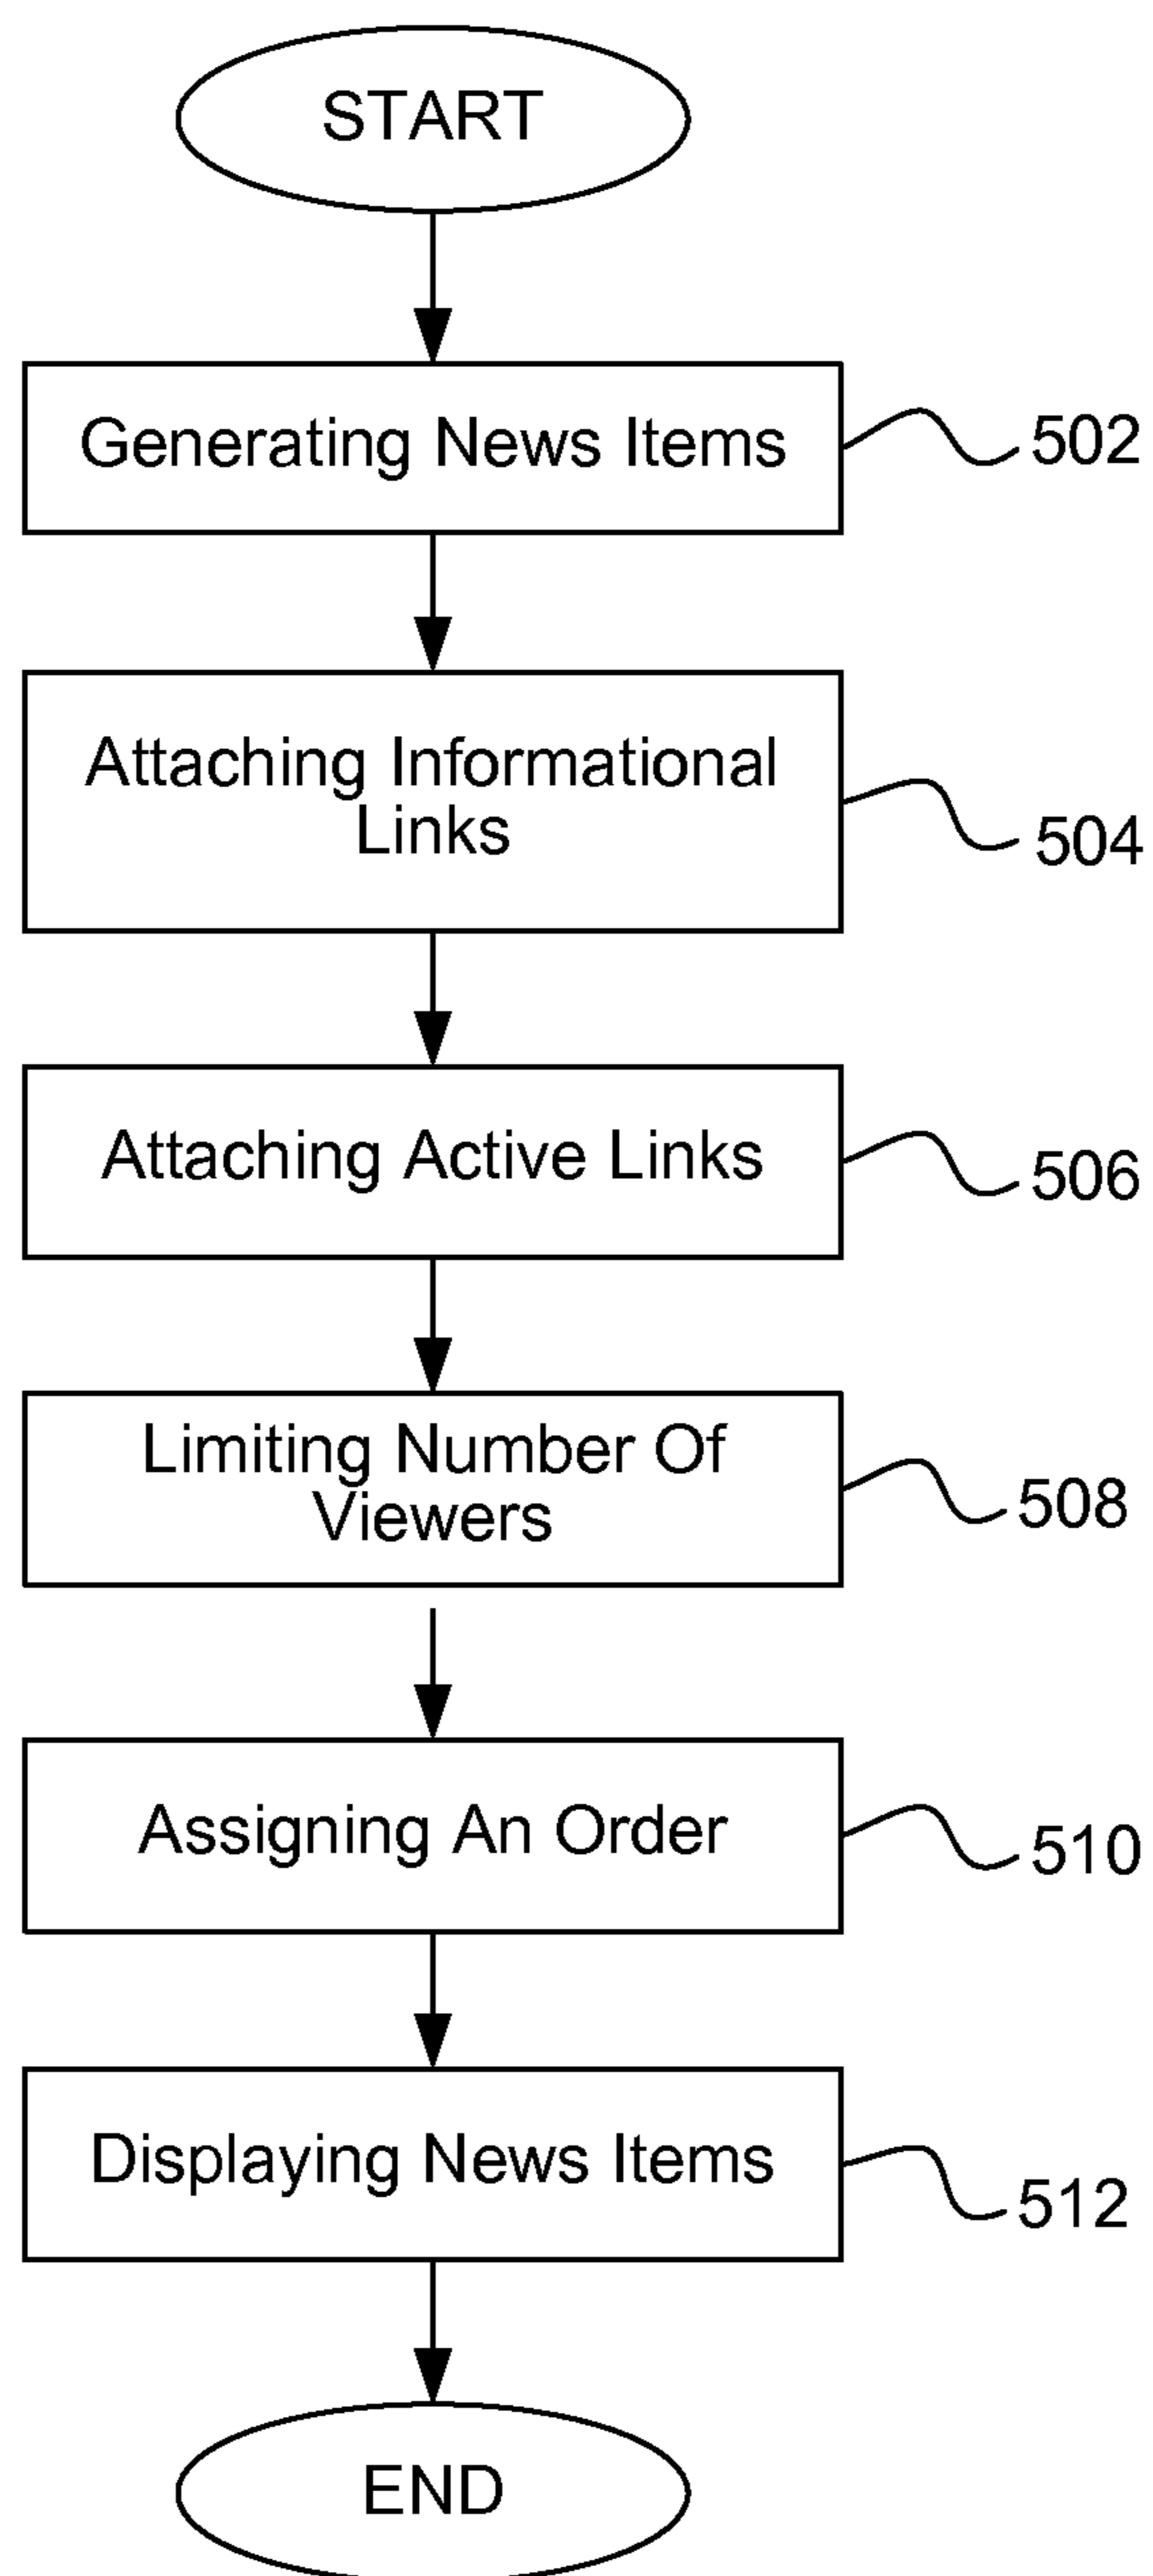 START
Generating News Items
502
Attaching Informational
Links
504
Attaching Active Links
506
Limiting Number Of
Viewers
508
Assigning An Order
510
Displaying News Items
512
END